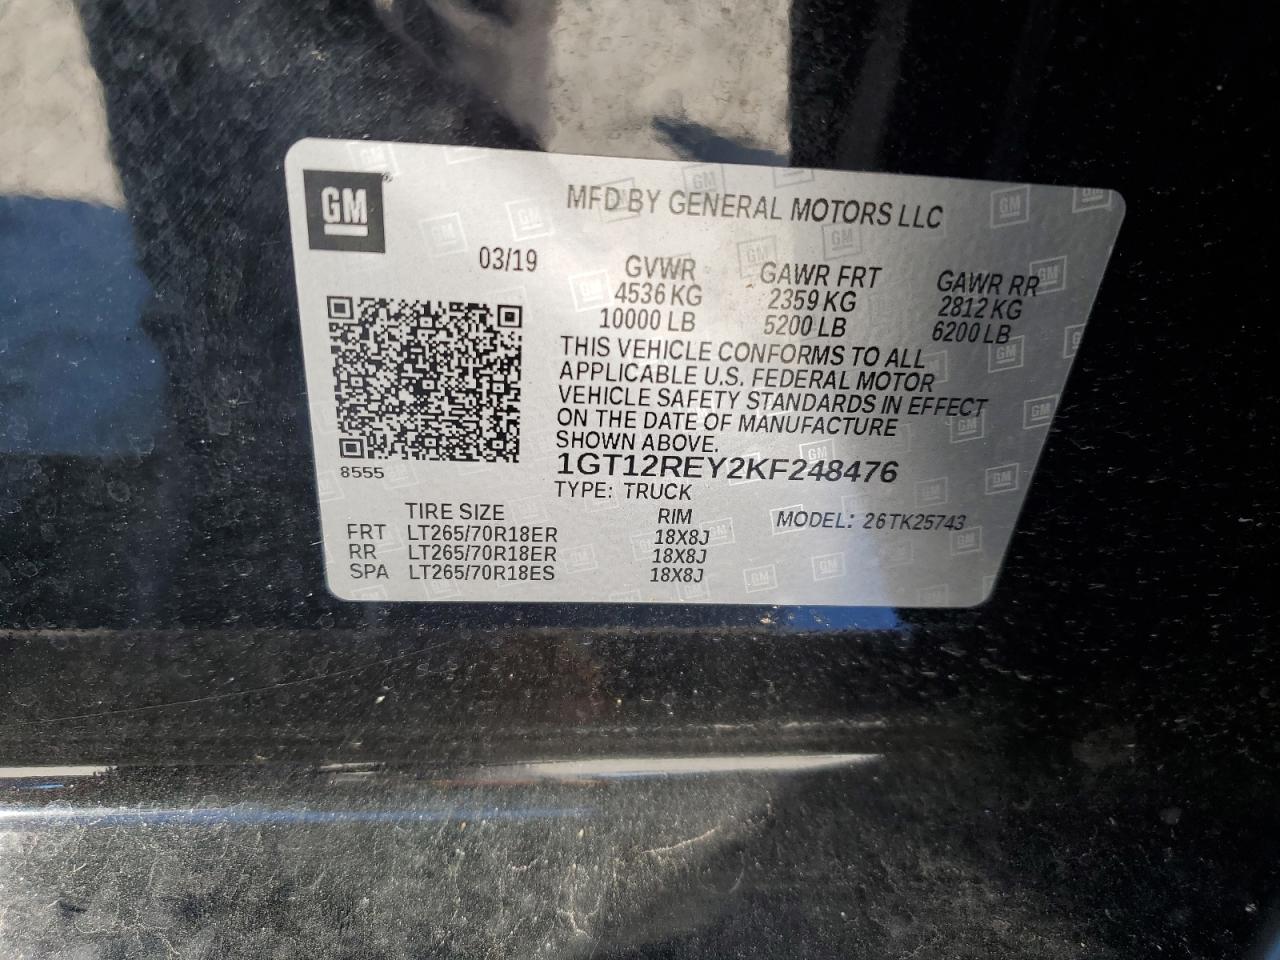 GM
MFD BY GENERAL MOTORS LLC
03/19
GVWR GAWR FRT GAWR RR
4536 KG 2359 KG 2812 KG
10000 LB 5200 LB 6200 LB
THIS VEHICLE CONFORMS TO ALL
APPLICABLE U.S. FEDERAL MOTOR
VEHICLE SAFETY STANDARDS IN EFFECT
ON THE DATE OF MANUFACTURE
SHOWN ABOVE.
8555
1GT12REY2KF248476
TYPE: TRUCK
TIRE SIZE RIM MODEL: 26TK25743
FRT LT265/70R18ER 18X8J
RR LT265/70R18ER 18X8J
SPA LT265/70R18ES 18X8J